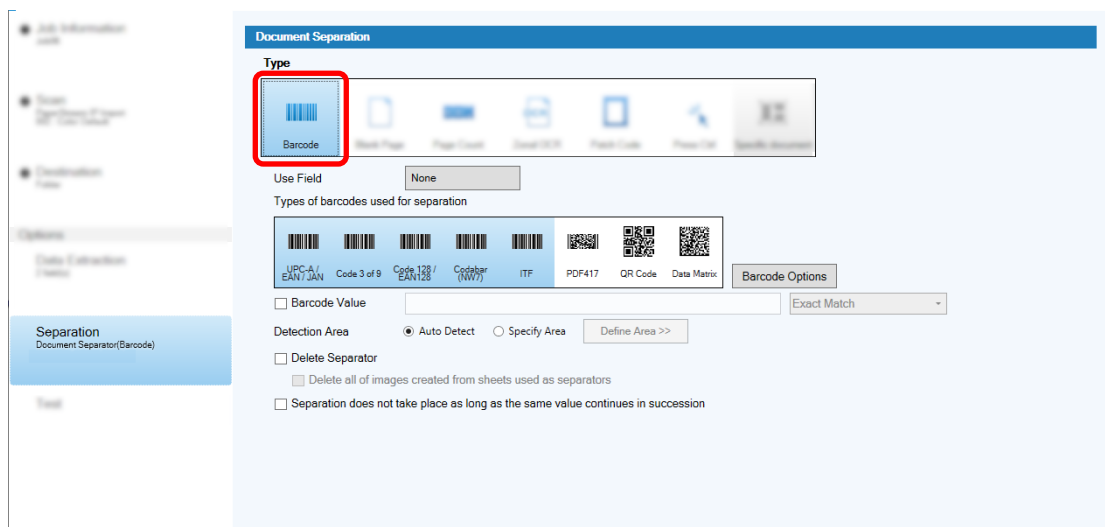 Document Separation
Type
Barcode
Use Field
None
Types of barcodes used for separation
UPC-A /
EAN / JAN
Code 3 of 9
Code 128 /
EAN128
Codabar
(NW7)
ITF
PDF417
QR Code
Data Matrix
Barcode Options
Barcode Value
Exact Match
Detection Area
Auto Detect
Specify Area
Define Area >>
Delete Separator
Delete all of images created from sheets used as separators
Separation does not take place as long as the same value continues in succession
Options
Separation
Document Separator(Barcode)